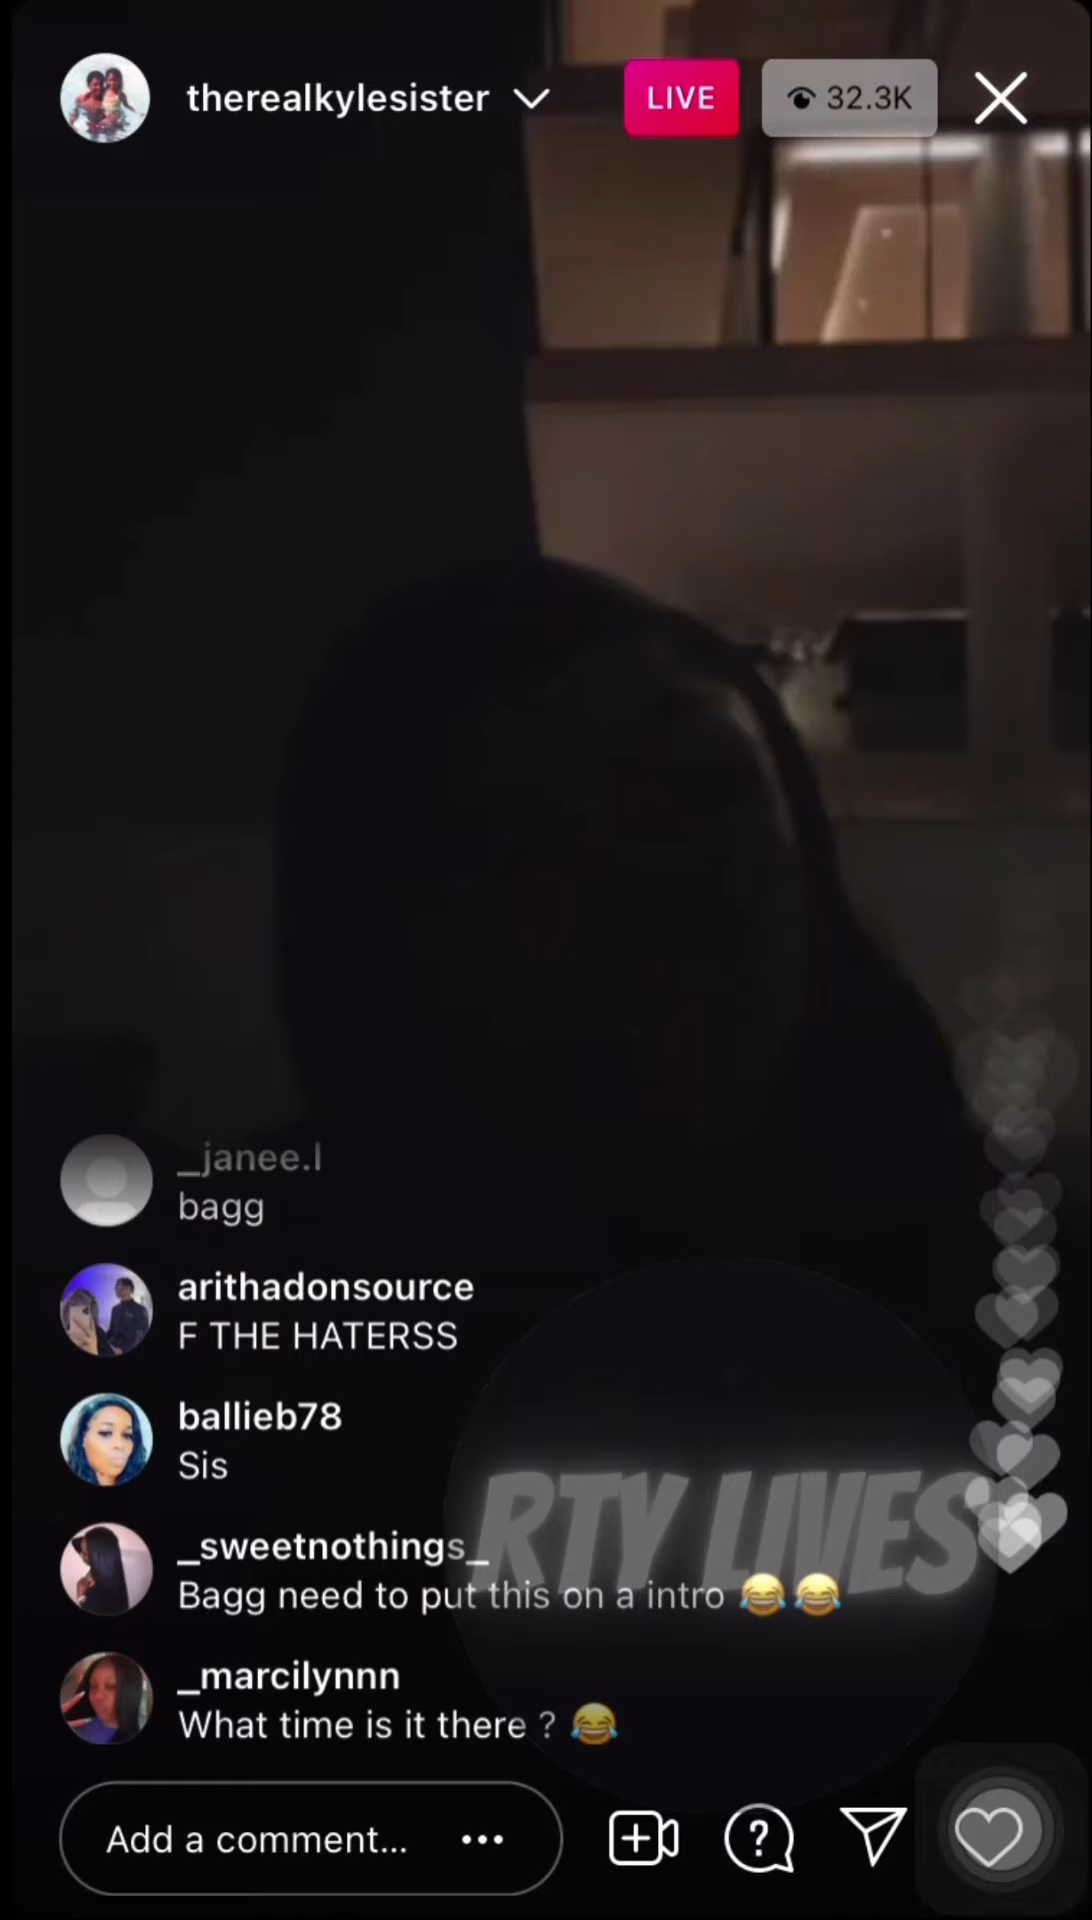 therealkylesister
LIVE
32.3K
_janee.l
bagg
arithadonsource
F THE HATERSS
ballieb78
Sis
RTY LIVES
_sweetnothings_
Bagg need to put this on a intro 😂😂
_marcilynnn
What time is it there ? 😂
Add a comment...